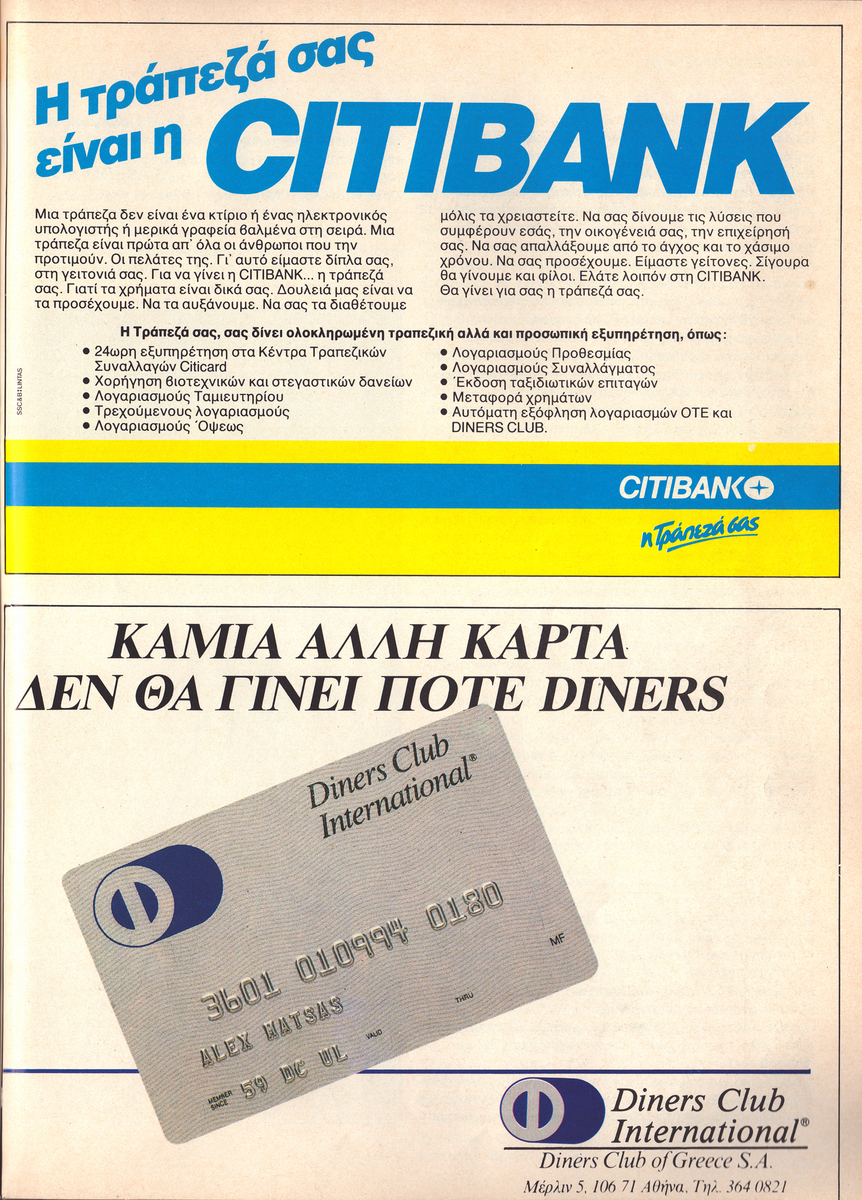 Η τράπεζά σας
είναι η CITIBANK
Μια τράπεζα δεν είναι ένα κτίριο ή ένας ηλεκτρονικός
υπολογιστής ή μερικά γραφεία βαλμένα στη σειρά. Μια
τράπεζα είναι πρώτα απ' όλα οι άνθρωποι που την
προτιμούν. Οι πελάτες της. Γι' αυτό είμαστε δίπλα σας,
στη γειτονιά σας. Για να γίνει η CITIBANK... η τράπεζά
σας. Γιατί τα χρήματα είναι δικά σας. Δουλειά μας είναι να
τα προσέχουμε. Να τα αυξάνουμε. Να σας τα διαθέτουμε
μόλις τα χρειαστείτε. Να σας δίνουμε τις λύσεις που
συμφέρουν εσάς, την οικογένειά σας, την επιχείρησή
σας. Να σας απαλλάξουμε από το άγχος και το χάσιμο
χρόνου. Να σας προσέχουμε. Είμαστε γείτονες. Σίγουρα
θα γίνουμε και φίλοι. Ελάτε λοιπόν στη CITIBANK.
Θα γίνει για σας η τράπεζά σας.
Η Τράπεζά σας, σας δίνει ολοκληρωμένη τραπεζική αλλά και προσωπική εξυπηρέτηση, όπως:
● 24ωρη εξυπηρέτηση στα Κέντρα Τραπεζικών
Συναλλαγών Citicard
● Χορήγηση βιοτεχνικών και στεγαστικών δανείων
● Λογαριασμούς Ταμιευτηρίου
● Τρεχούμενους λογαριασμούς
● Λογαριασμούς Όψεως
● Λογαριασμούς Προθεσμίας
● Λογαριασμούς Συναλλάγματος
● Έκδοση ταξιδιωτικών επιταγών
● Μεταφορά χρημάτων
● Αυτόματη εξόφληση λογαριασμών ΟΤΕ και
DINERS CLUB.
SSC&B:LINTAS
CITIBANK
η Τράπεζά σας
ΚΑΜΙΑ ΑΛΛΗ ΚΑΡΤΑ
ΔΕΝ ΘΑ ΓΙΝΕΙ ΠΟΤΕ DINERS
Diners Club
International®
3601 010994 0180
MF
ALEX MATSAS
VALID THRU
MEMBER
SINCE 59 DC UL
Diners Club
International®
Diners Club of Greece S.A.
Μέρλιν 5, 106 71 Αθήνα, Τηλ. 364 0821